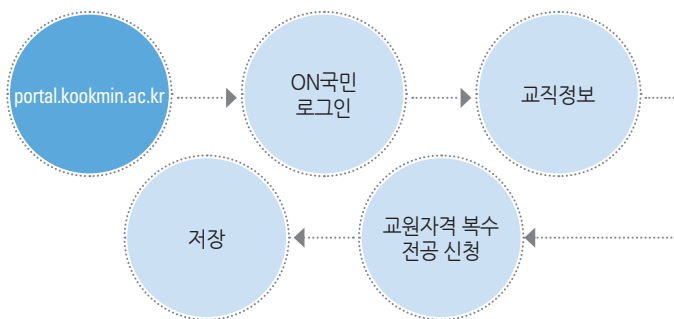 portal.kookmin.ac.kr
ON국민
로그인
교직정보
교원자격 복수
전공 신청
저장